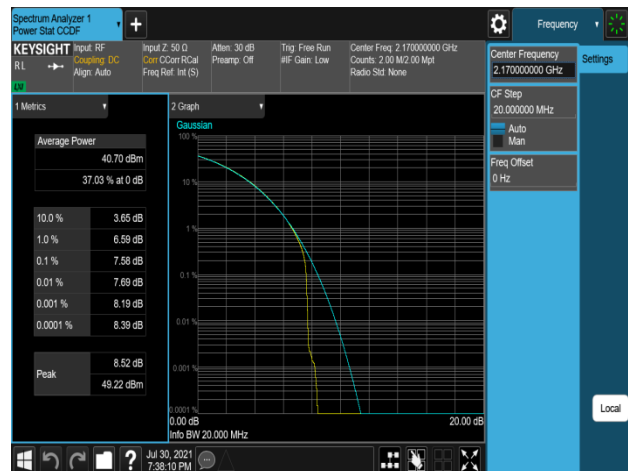 Spectrum Analyzer 1
Power Stat CCDF
Frequency
KEYSIGHT
RL
LXI
Input: RF
Coupling: DC
Align: Auto
Input Z: 50 Ω
Corr CCorr RCal
Freq Ref: Int (S)
Atten: 30 dB
Preamp: Off
Trig: Free Run
#IF Gain: Low
Center Freq: 2.170000000 GHz
Counts: 2.00 M/2.00 Mpt
Radio Std: None
Center Frequency
2.170000000 GHz
Settings
CF Step
20.000000 MHz
Auto
Man
Freq Offset
0 Hz
1 Metrics
2 Graph
Average Power
40.70 dBm
37.03 % at 0 dB
10.0 % 3.65 dB
1.0 % 6.59 dB
0.1 % 7.58 dB
0.01 % 7.69 dB
0.001 % 8.19 dB
0.0001 % 8.39 dB
Peak
8.52 dB
49.22 dBm
Gaussian
100 %
10 %
1 %
0.1 %
0.01 %
0.001 %
0.0001 %
0.00 dB
20.00 dB
Info BW 20.000 MHz
Local
Jul 30, 2021
7:38:10 PM